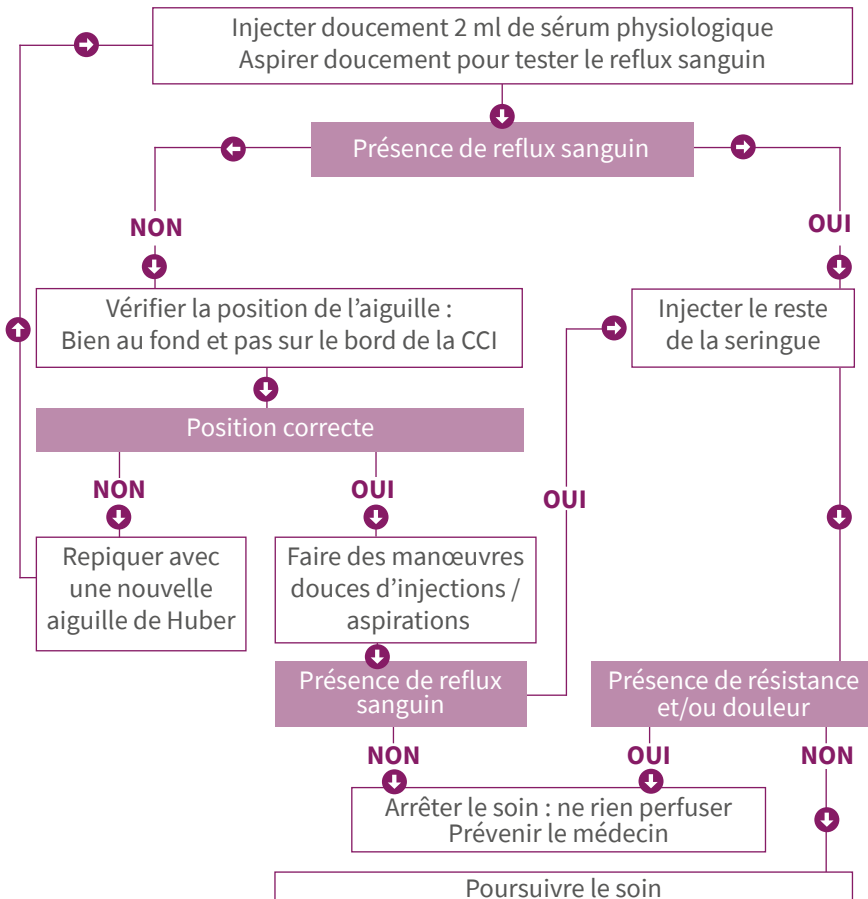 Injecter doucement 2 ml de sérum physiologique
Aspirer doucement pour tester le reflux sanguin
Présence de reflux sanguin
NON
OUI
Vérifier la position de l’aiguille :
Bien au fond et pas sur le bord de la CCI
Injecter le reste
de la seringue
Position correcte
NON
OUI
OUI
Repiquer avec
une nouvelle
aiguille de Huber
Faire des manœuvres
douces d’injections /
aspirations
Présence de reflux
sanguin
Présence de résistance
et/ou douleur
NON
OUI
NON
Arrêter le soin : ne rien perfuser
Prévenir le médecin
Poursuivre le soin